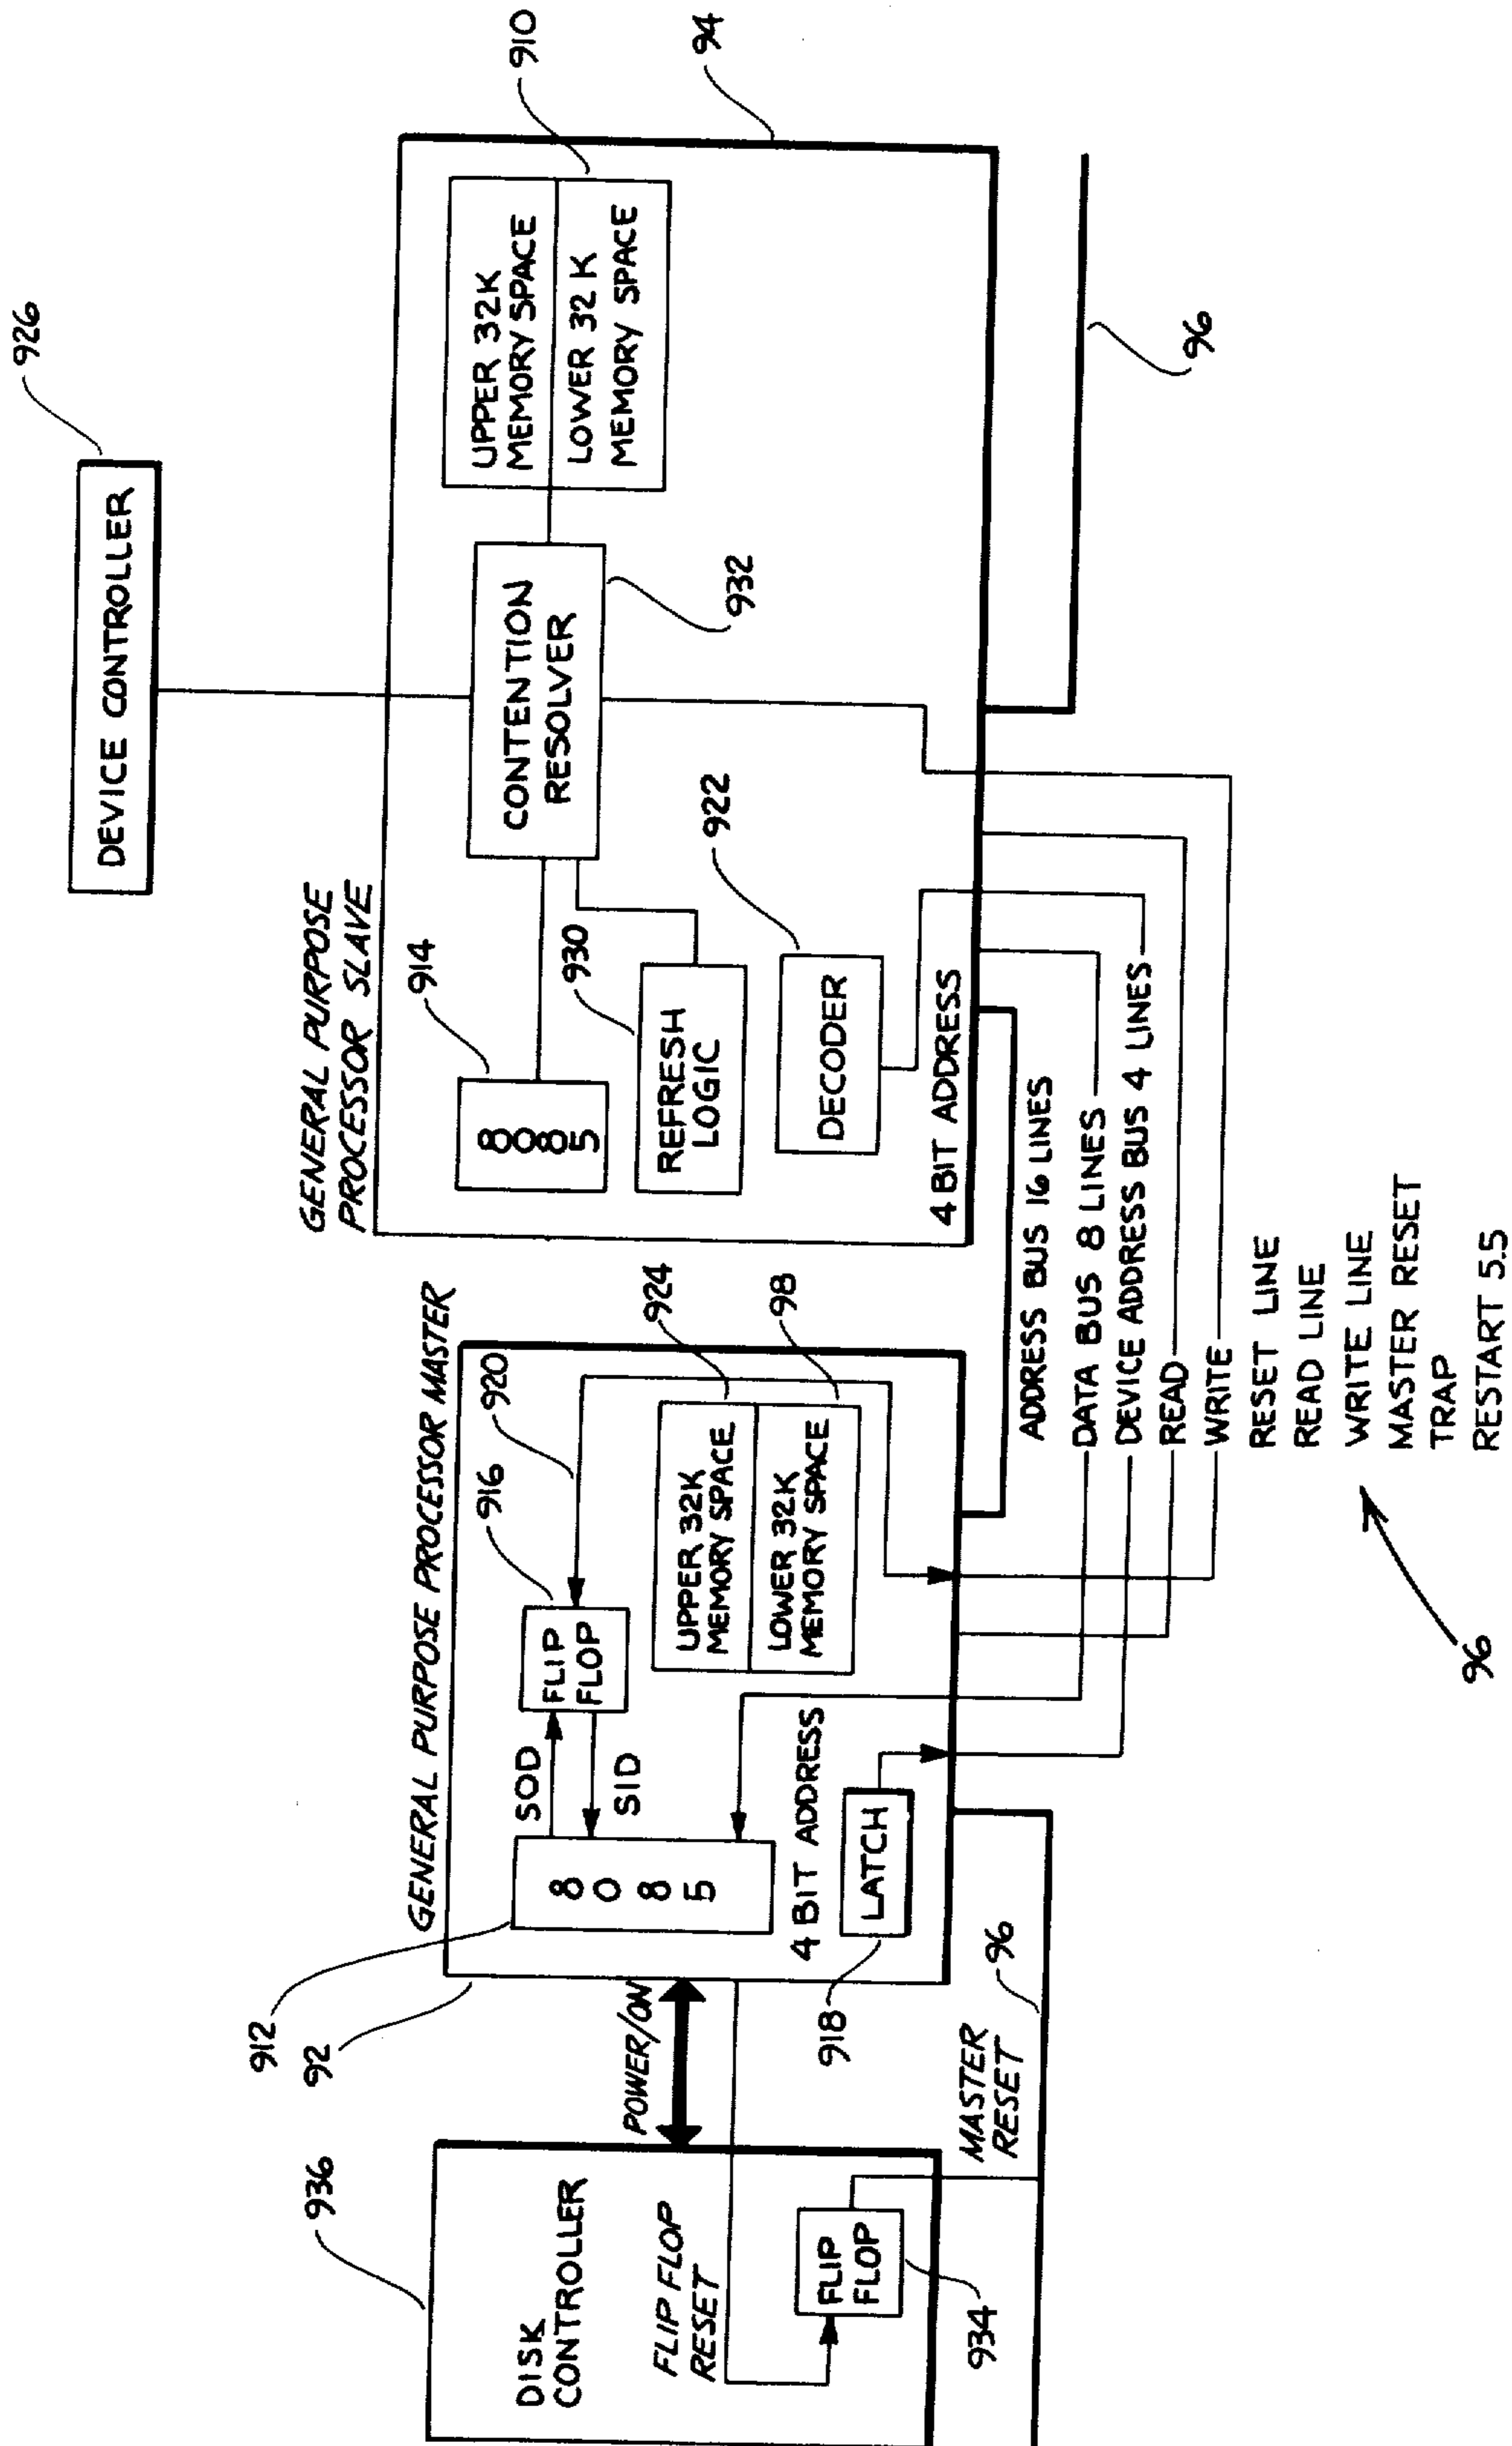 926
DEVICE CONTROLLER
GENERAL PURPOSE
PROCESSOR SLAVE
914
8085
930
REFRESH
LOGIC
922
DECODER
4 BIT ADDRESS
CONTENTION
RESOLVER
932
UPPER 32K
MEMORY SPACE
LOWER 32 K
MEMORY SPACE
910
94
96
GENERAL PURPOSE PROCESSOR MASTER
912
92
8085
SOD
SID
FLIP
FLOP
916
920
924
98
UPPER 32K
MEMORY SPACE
LOWER 32K
MEMORY SPACE
4 BIT ADDRESS
LATCH
918
POWER/ON
936
DISK
CONTROLLER
FLIP FLOP
RESET
FLIP
FLOP
934
MASTER
RESET
96
ADDRESS BUS 16 LINES
DATA BUS 8 LINES
DEVICE ADDRESS BUS 4 LINES
READ
WRITE
RESET LINE
READ LINE
WRITE LINE
MASTER RESET
TRAP
RESTART 5.5
96